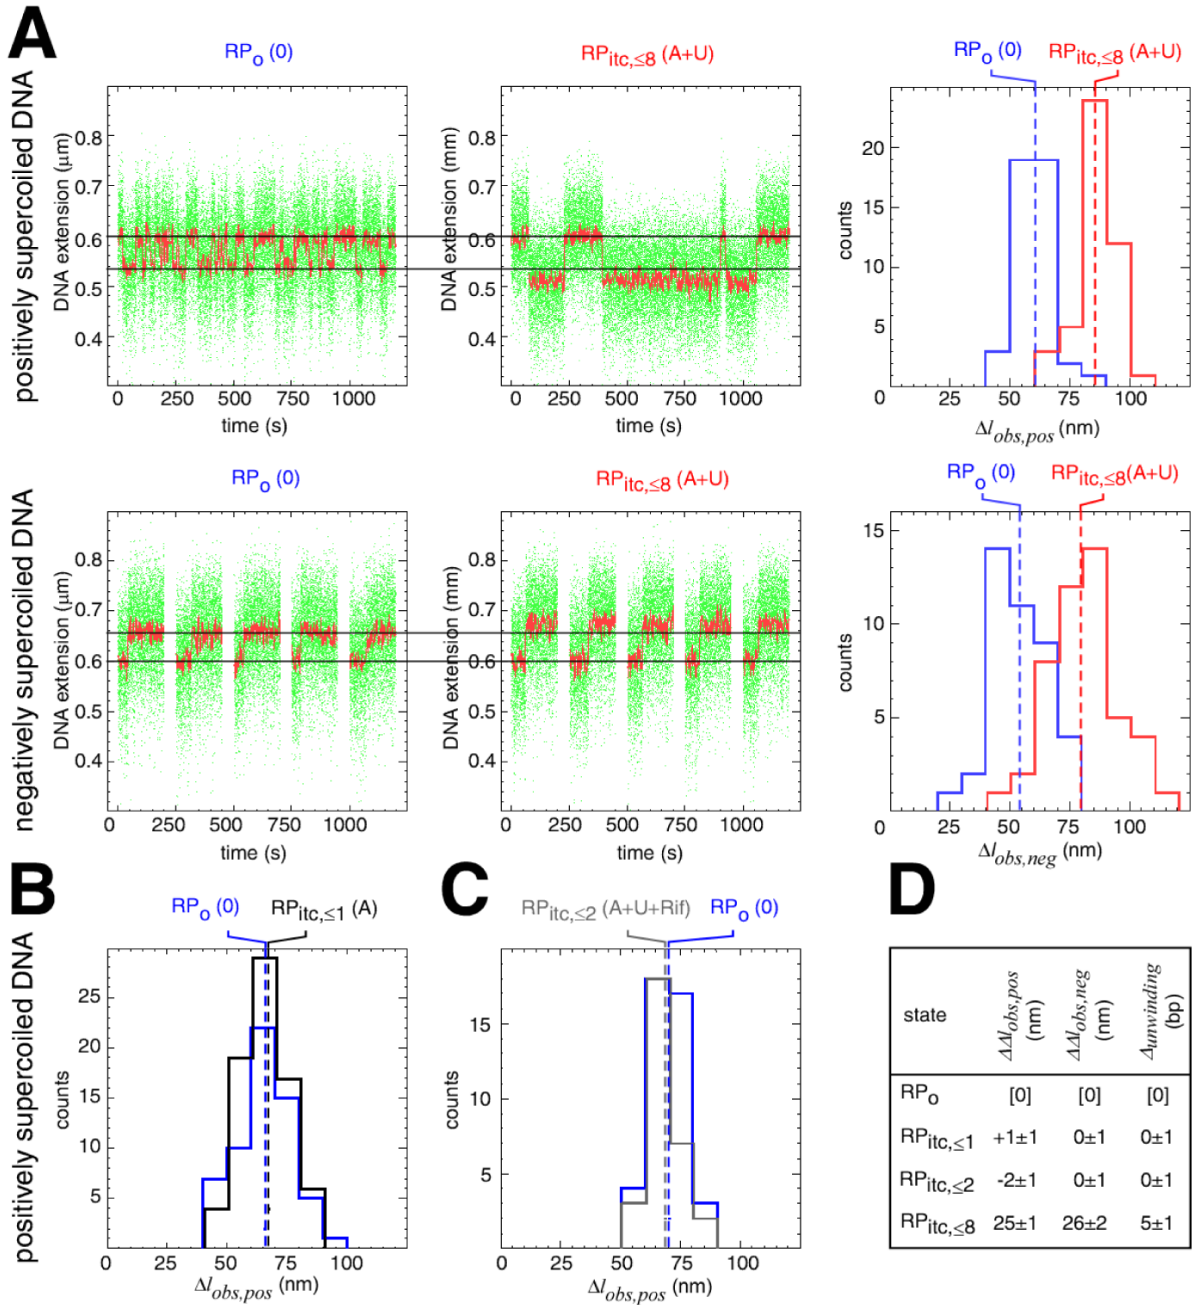 A
positively supercoiled DNA
RPo (0)
DNA extension (μm)
0.8
0.7
0.6
0.5
0.4
0 250 500 750 1000
time (s)
RPitc,≤8 (A+U)
DNA extension (mm)
0.8
0.7
0.6
0.5
0.4
0 250 500 750 1000
time (s)
RPo (0) RPitc,≤8 (A+U)
counts
20
15
10
5
0 25 50 75 100
Δlobs,pos (nm)
negatively supercoiled DNA
RPo (0)
DNA extension (μm)
0.8
0.7
0.6
0.5
0.4
0 250 500 750 1000
time (s)
RPitc,≤8 (A+U)
DNA extension (mm)
0.8
0.7
0.6
0.5
0.4
0 250 500 750 1000
time (s)
RPo (0) RPitc,≤8(A+U)
counts
15
10
5
0 25 50 75 100
Δlobs,neg (nm)
B
positively supercoiled DNA
RPo (0) RPitc,≤1 (A)
counts
25
20
15
10
5
0 50 100
Δlobs,pos (nm)
C
RPitc,≤2 (A+U+Rif) RPo (0)
counts
15
10
5
0 25 50 75 100
Δlobs,pos (nm)
D
state ΔΔlobs,pos (nm) ΔΔlobs,neg (nm) Δunwinding (bp)
RPo [0] [0] [0]
RPitc,≤1 +1±1 0±1 0±1
RPitc,≤2 -2±1 0±1 0±1
RPitc,≤8 25±1 26±2 5±1